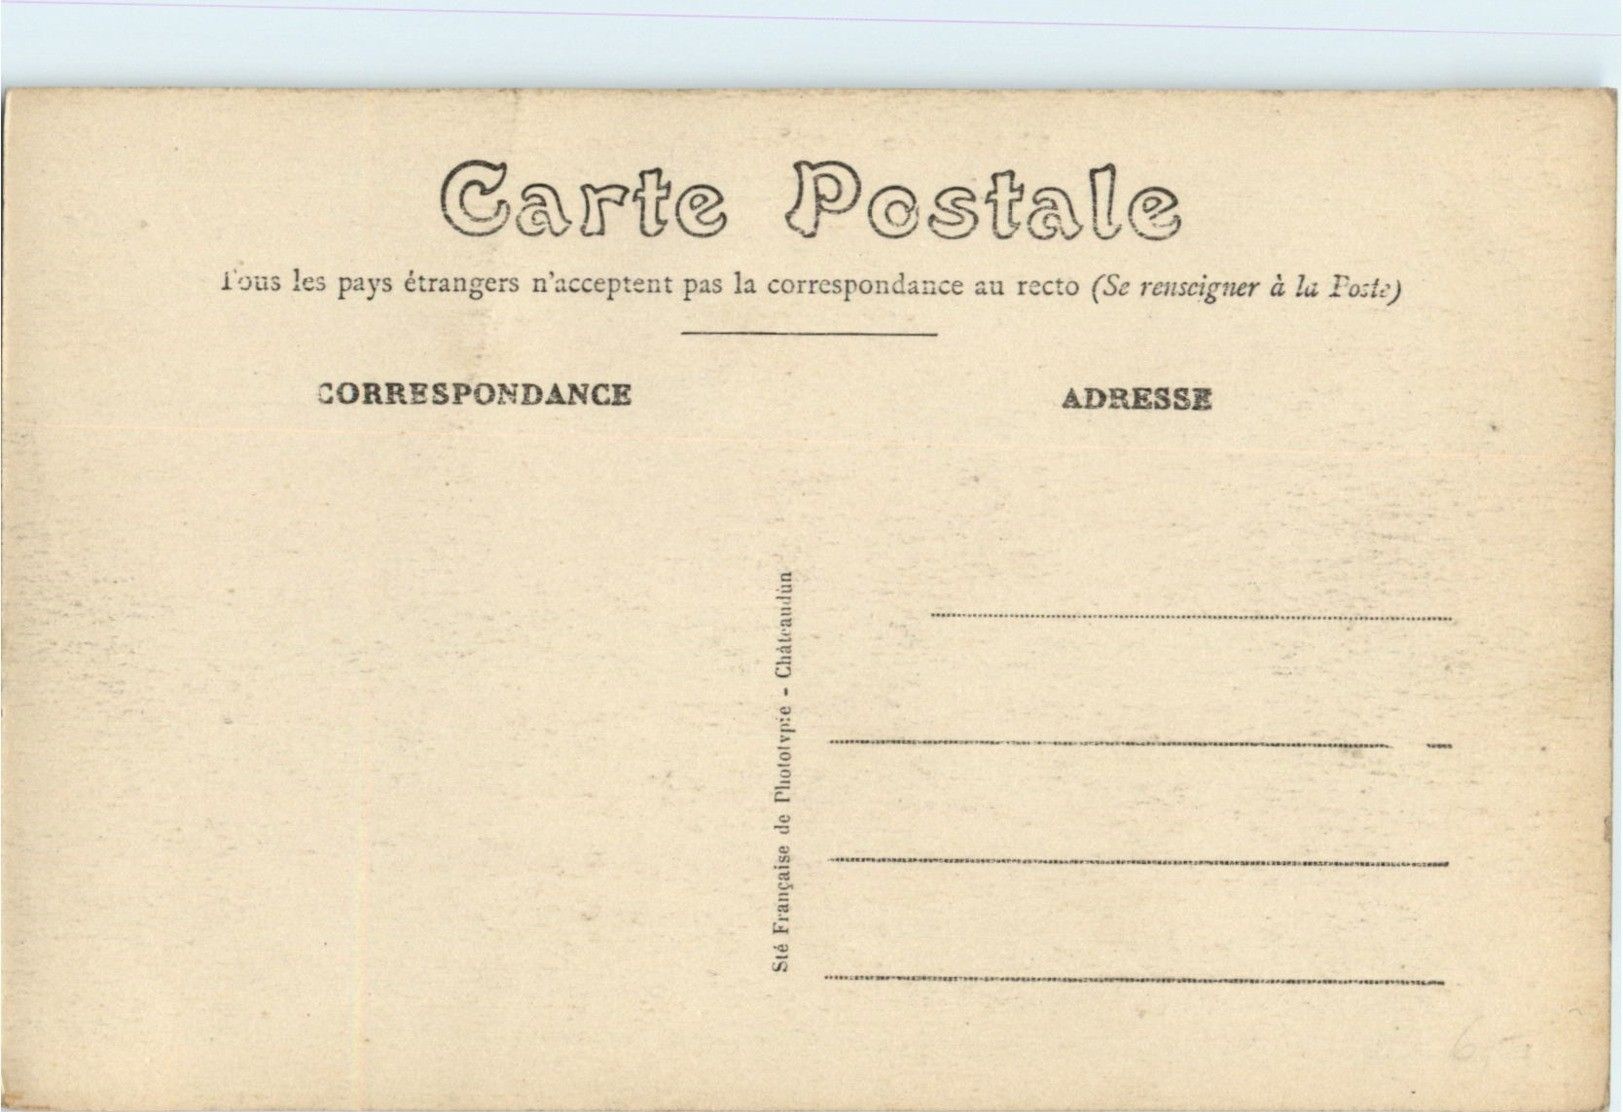 Carte Postale
Tous les pays étrangers n'acceptent pas la correspondance au recto (Se renseigner à la Poste)
CORRESPONDANCE
ADRESSE
Sté Française de Phototypie - Châteaudun